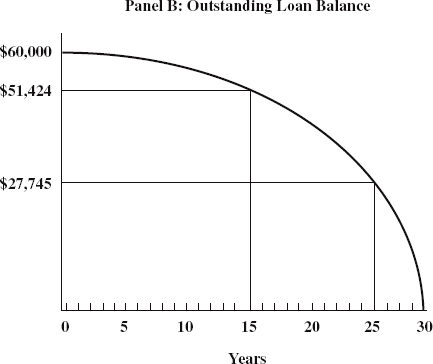 Panel B: Outstanding Loan Balance
$60,000
$51,424
$27,745
0 5 10 15 20 25 30
Years